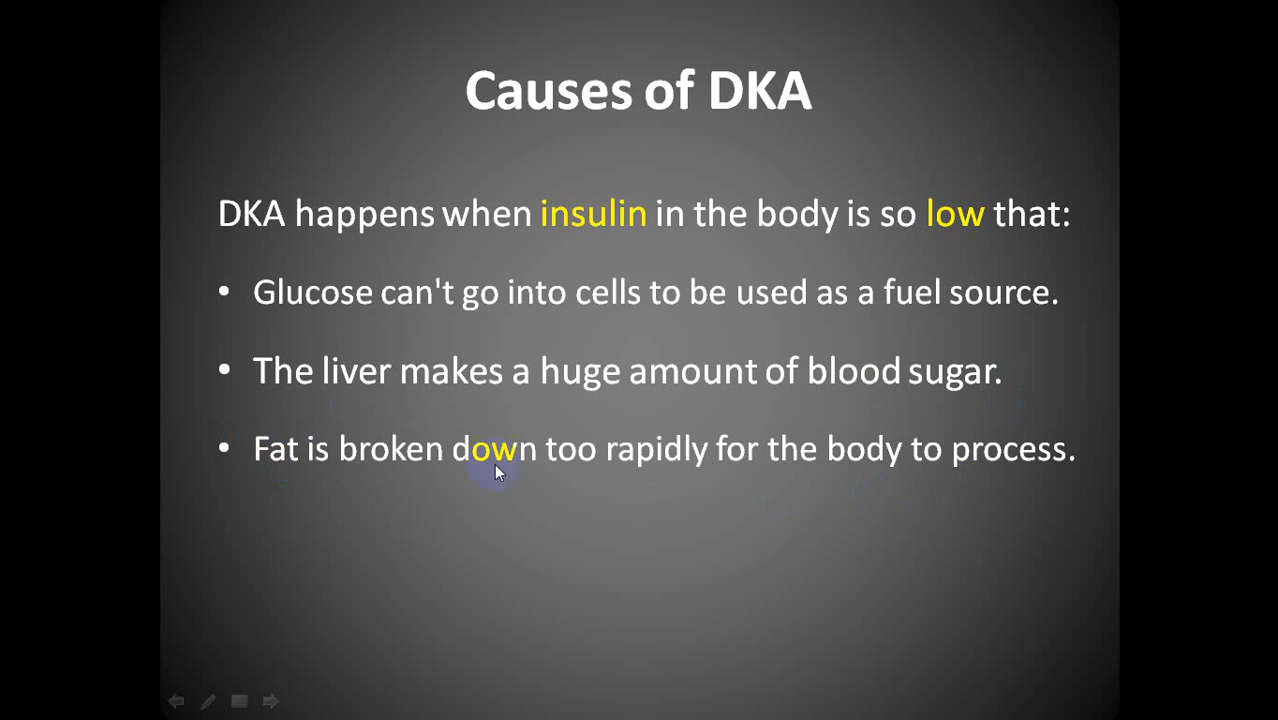 Causes of DKA
DKA happens when insulin in the body is so low that:
• Glucose can't go into cells to be used as a fuel source.
• The liver makes a huge amount of blood sugar.
• Fat is broken down too rapidly for the body to process.